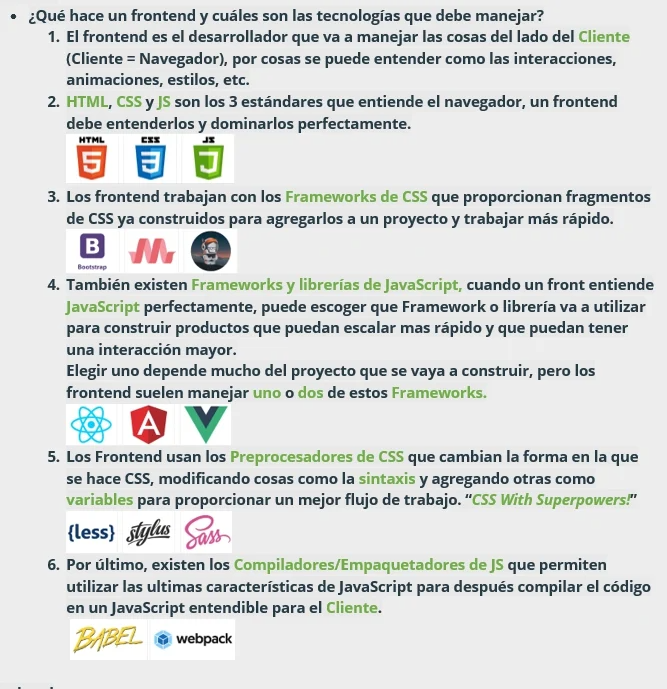 • ¿Qué hace un frontend y cuáles son las tecnologías que debe manejar?
1. El frontend es el desarrollador que va a manejar las cosas del lado del Cliente
(Cliente = Navegador), por cosas se puede entender como las interacciones,
animaciones, estilos, etc.
2. HTML, CSS y JS son los 3 estándares que entiende el navegador, un frontend
debe entenderlos y dominarlos perfectamente.
HTML CSS JS
5 3 J
3. Los frontend trabajan con los Frameworks de CSS que proporcionan fragmentos
de CSS ya construidos para agregarlos a un proyecto y trabajar más rápido.
B
Bootstrap
4. También existen Frameworks y librerías de JavaScript, cuando un front entiende
JavaScript perfectamente, puede escoger que Framework o librería va a utilizar
para construir productos que puedan escalar mas rápido y que puedan tener
una interacción mayor.
Elegir uno depende mucho del proyecto que se vaya a construir, pero los
frontend suelen manejar uno o dos de estos Frameworks.
A
5. Los Frontend usan los Preprocesadores de CSS que cambian la forma en la que
se hace CSS, modificando cosas como la sintaxis y agregando otras como
variables para proporcionar un mejor flujo de trabajo. “CSS With Superpowers!”
{less} stylus Sass
6. Por último, existen los Compiladores/Empaquetadores de JS que permiten
utilizar las ultimas características de JavaScript para después compilar el código
en un JavaScript entendible para el Cliente.
BABEL webpack